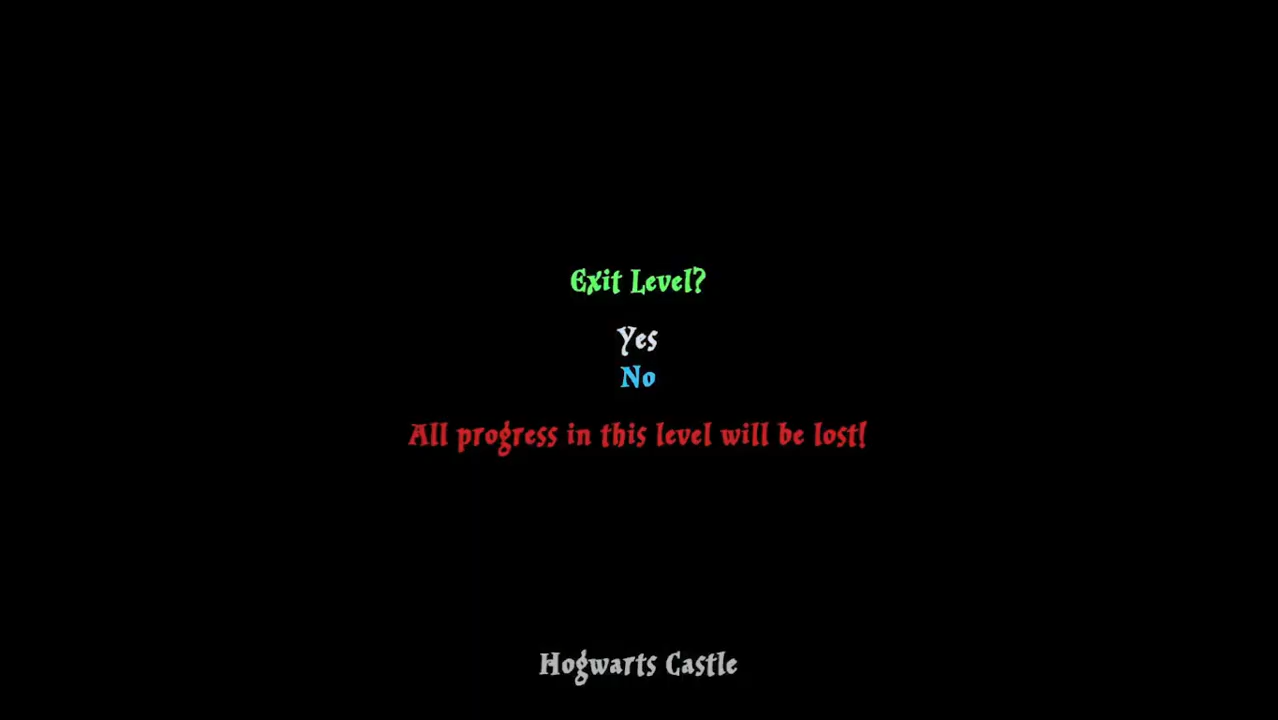 Exit Level?
Yes
No
All progress in this level will be lost!
Hogwarts Castle